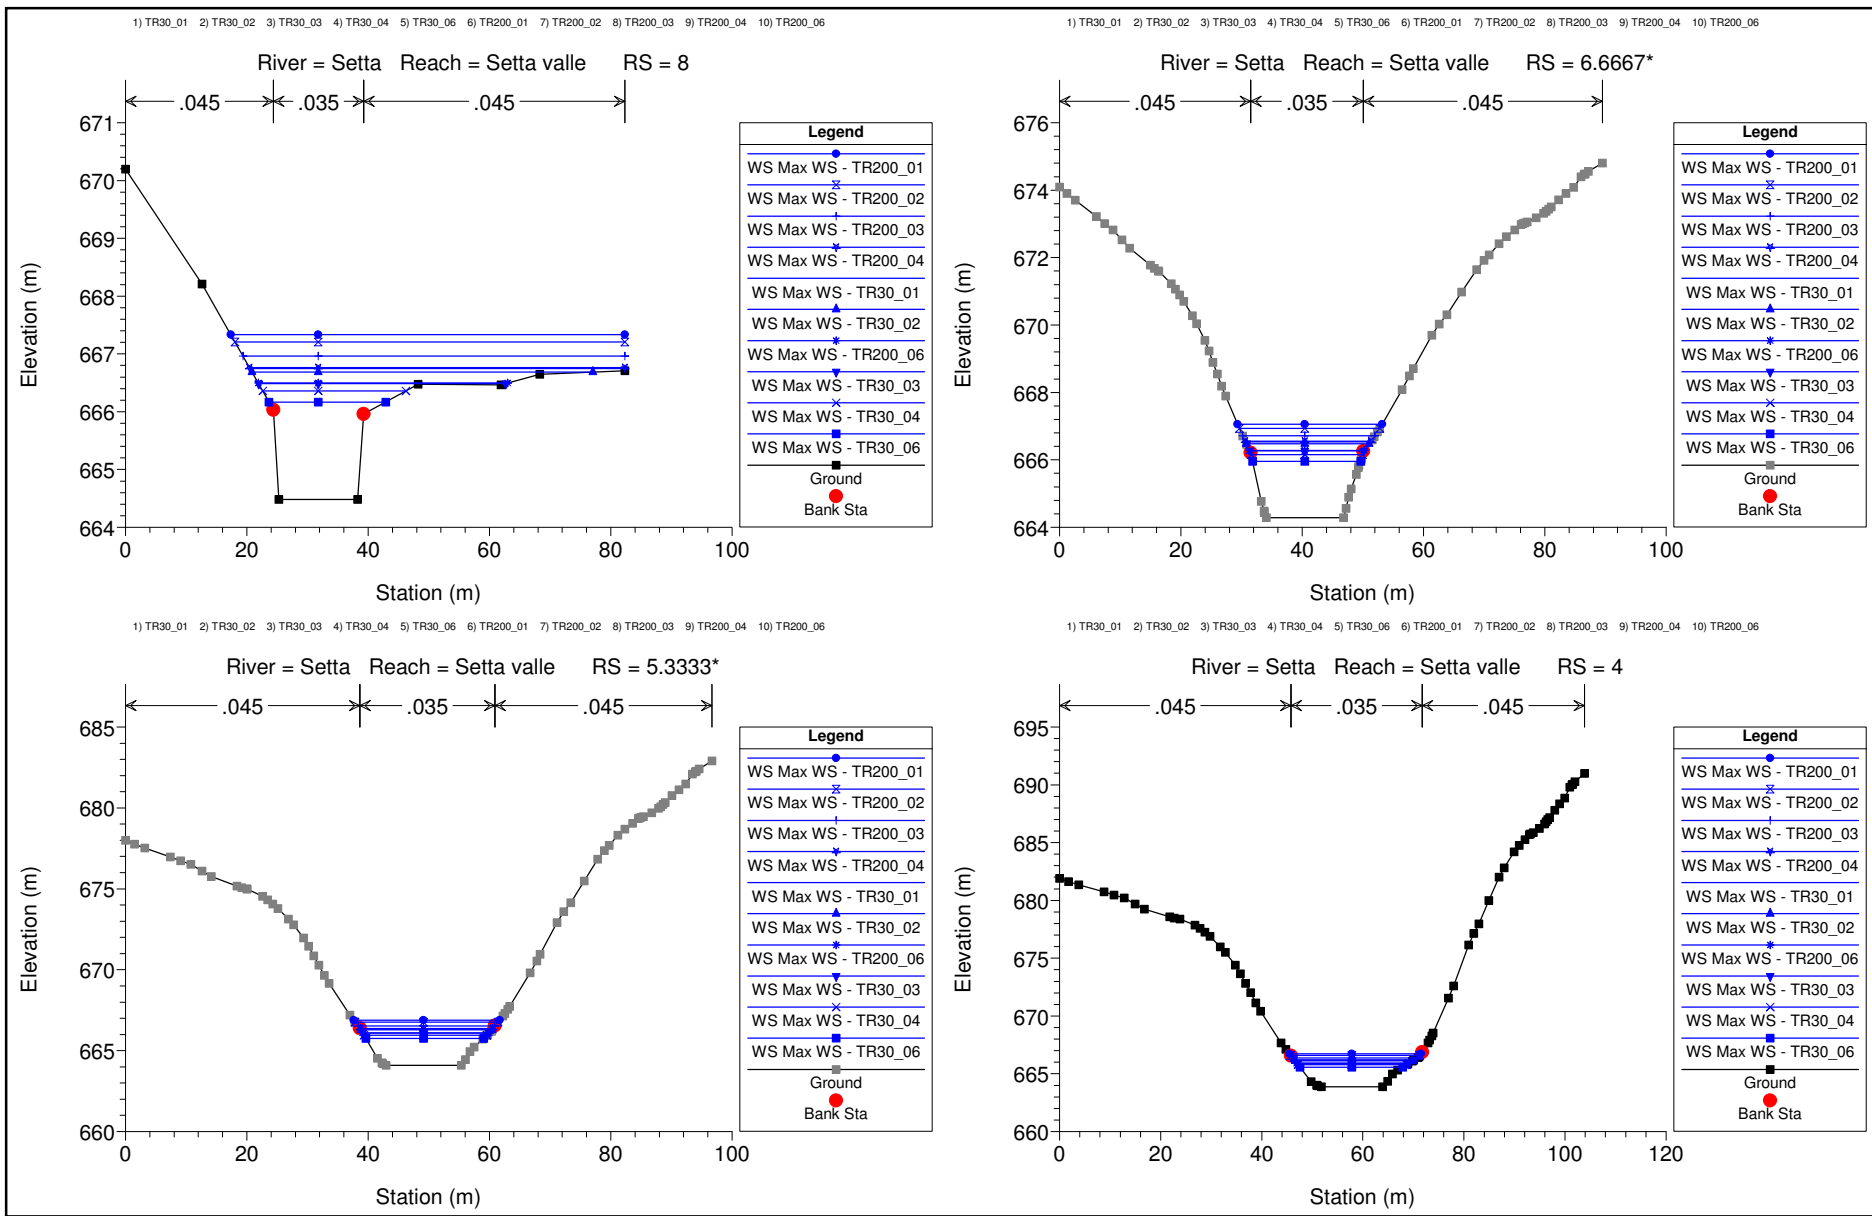 1) TR30_01 2) TR30_02 3) TR30_03 4) TR30_04 5) TR30_06 6) TR200_01 7) TR200_02 8) TR200_03 9) TR200_04 10) TR200_06
River = Setta Reach = Setta valle RS = 8
.045 .035 .045
671
670
669
668
667
666
665
664
0 20 40 60 80 100
Elevation (m)
Station (m)
Legend
WS Max WS - TR200_01
WS Max WS - TR200_02
WS Max WS - TR200_03
WS Max WS - TR200_04
WS Max WS - TR30_01
WS Max WS - TR30_02
WS Max WS - TR200_06
WS Max WS - TR30_03
WS Max WS - TR30_04
WS Max WS - TR30_06
Ground
Bank Sta
1) TR30_01 2) TR30_02 3) TR30_03 4) TR30_04 5) TR30_06 6) TR200_01 7) TR200_02 8) TR200_03 9) TR200_04 10) TR200_06
River = Setta Reach = Setta valle RS = 6.6667*
.045 .035 .045
676
674
672
670
668
666
664
0 20 40 60 80 100
Elevation (m)
Station (m)
Legend
WS Max WS - TR200_01
WS Max WS - TR200_02
WS Max WS - TR200_03
WS Max WS - TR200_04
WS Max WS - TR30_01
WS Max WS - TR30_02
WS Max WS - TR200_06
WS Max WS - TR30_03
WS Max WS - TR30_04
WS Max WS - TR30_06
Ground
Bank Sta
1) TR30_01 2) TR30_02 3) TR30_03 4) TR30_04 5) TR30_06 6) TR200_01 7) TR200_02 8) TR200_03 9) TR200_04 10) TR200_06
River = Setta Reach = Setta valle RS = 5.3333*
.045 .035 .045
685
680
675
670
665
660
0 20 40 60 80 100
Elevation (m)
Station (m)
Legend
WS Max WS - TR200_01
WS Max WS - TR200_02
WS Max WS - TR200_03
WS Max WS - TR200_04
WS Max WS - TR30_01
WS Max WS - TR30_02
WS Max WS - TR200_06
WS Max WS - TR30_03
WS Max WS - TR30_04
WS Max WS - TR30_06
Ground
Bank Sta
1) TR30_01 2) TR30_02 3) TR30_03 4) TR30_04 5) TR30_06 6) TR200_01 7) TR200_02 8) TR200_03 9) TR200_04 10) TR200_06
River = Setta Reach = Setta valle RS = 4
.045 .035 .045
695
690
685
680
675
670
665
660
0 20 40 60 80 100 120
Elevation (m)
Station (m)
Legend
WS Max WS - TR200_01
WS Max WS - TR200_02
WS Max WS - TR200_03
WS Max WS - TR200_04
WS Max WS - TR30_01
WS Max WS - TR30_02
WS Max WS - TR200_06
WS Max WS - TR30_03
WS Max WS - TR30_04
WS Max WS - TR30_06
Ground
Bank Sta